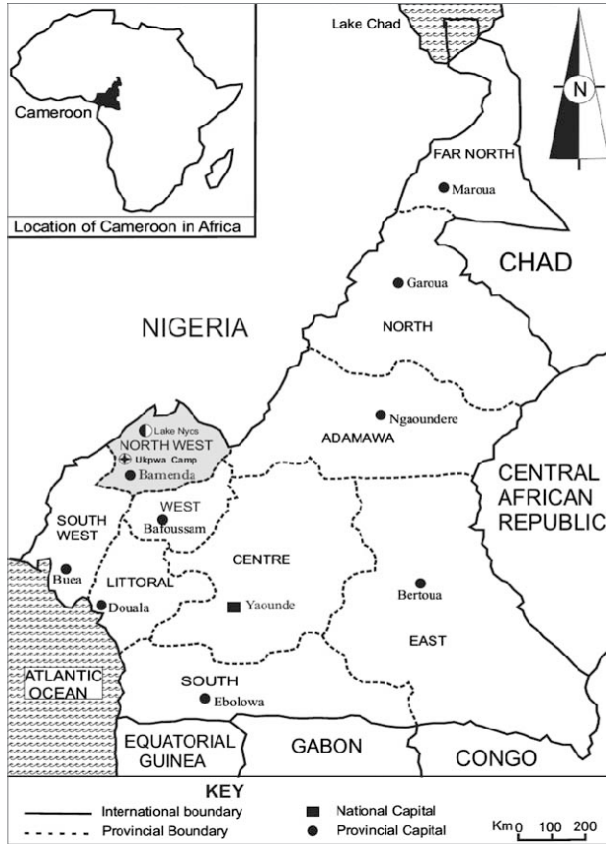 Lake Chad
N
Cameroon
FAR NORTH
Maroua
Location of Cameroon in Africa
CHAD
Garoua
NIGERIA
NORTH
Ngaoundere
ADAMAWA
Lake Nyos
NORTH WEST
Ukpwa Camp
Bamenda
CENTRAL
AFRICAN
REPUBLIC
WEST
Bafoussam
SOUTH
WEST
CENTRE
Buea
LITTORAL
Bertoua
Douala
Yaounde
EAST
ATLANTIC
OCEAN
SOUTH
Ebolowa
EQUATORIAL
GUINEA
GABON
CONGO
KEY
International boundary
National Capital
Provincial Boundary
Provincial Capital
Km 0 100 200